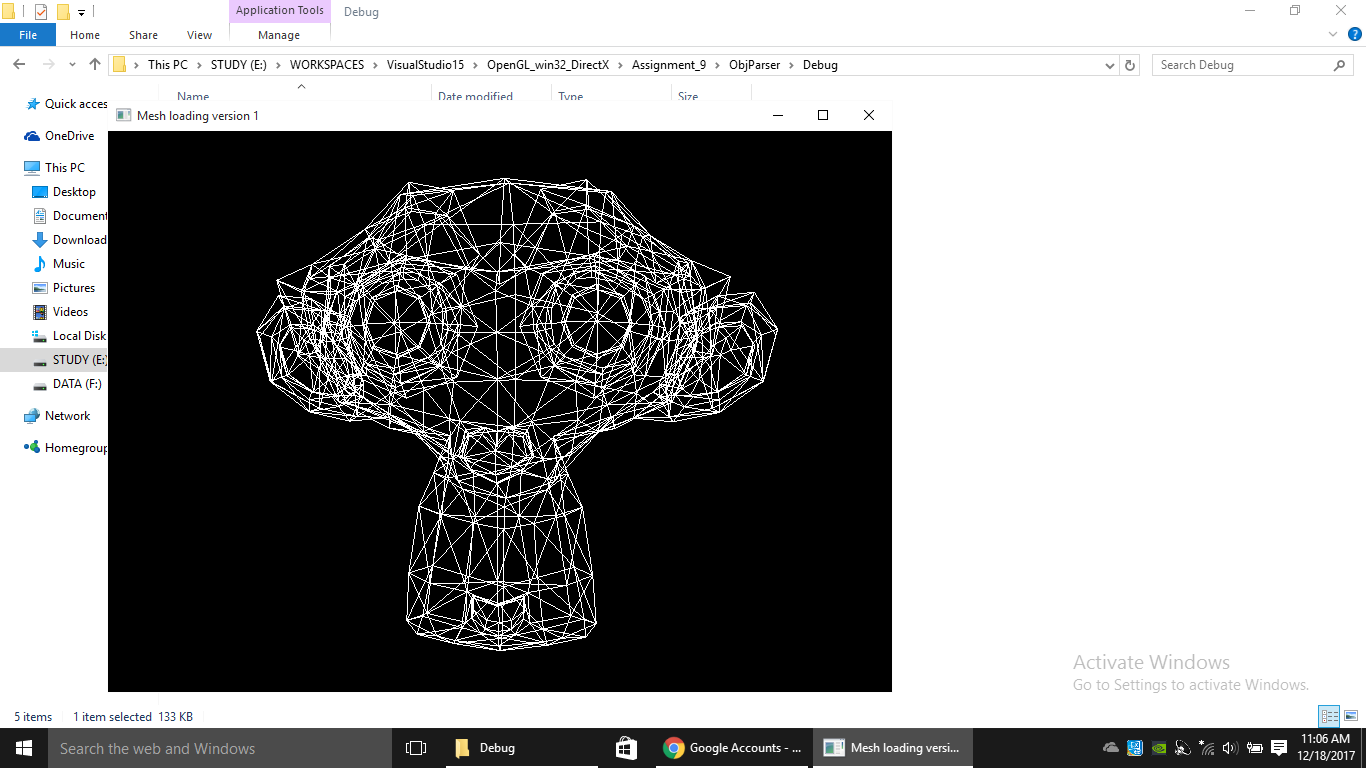 Application Tools Debug
File Home Share View Manage
This PC STUDY (E:) WORKSPACES VisualStudio15 OpenGL_win32_DirectX Assignment_9 ObjParser Debug Search Debug
Name Date modified Type Size
Mesh loading version 1
Quick acces
OneDrive
This PC
Desktop
Document
Download
Music
Pictures
Videos
Local Disk
STUDY (E:)
DATA (F:)
Network
Homegroup
Activate Windows
Go to Settings to activate Windows.
5 items 1 item selected 133 KB
Search the web and Windows Debug Google Accounts - ... Mesh loading versi... 11:06 AM
12/18/2017